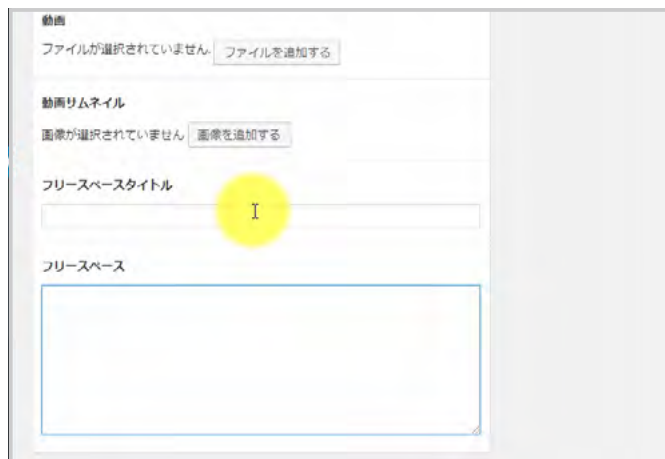 動画
ファイルが選択されていません ファイルを追加する
動画サムネイル
画像が選択されていません 画像を追加する
フリースペースタイトル
フリースペース